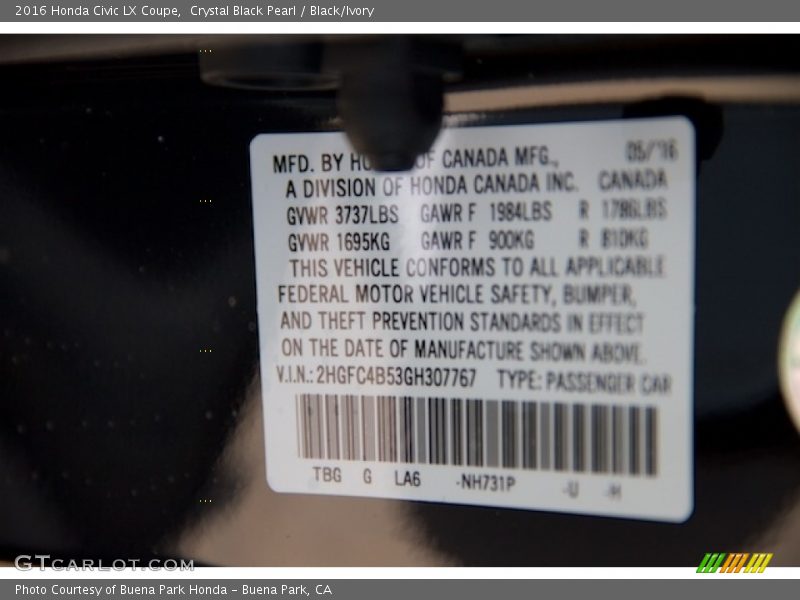 2016 Honda Civic LX Coupe,  Crystal Black Pearl / Black/Ivory
MFD. BY OF CANADA MFG., 05/'16
A DIVISION OF HONDA CANADA INC. CANADA
GVWR 3737LBS GAWR F 1984LBS R 1786LBS
GVWR 1695KG GAWR F 900KG R 810KG
THIS VEHICLE CONFORMS TO ALL APPLICABLE
FEDERAL MOTOR VEHICLE SAFETY, BUMPER,
AND THEFT PREVENTION STANDARDS IN EFFECT
ON THE DATE OF MANUFACTURE SHOWN ABOVE.
V.I.N.: 2HGFC4B53GH307767 TYPE: PASSENGER CAR
TBG G LA6 -NH731P -U -H
GTCARLOT.COM
Photo Courtesy of Buena Park Honda – Buena Park, CA